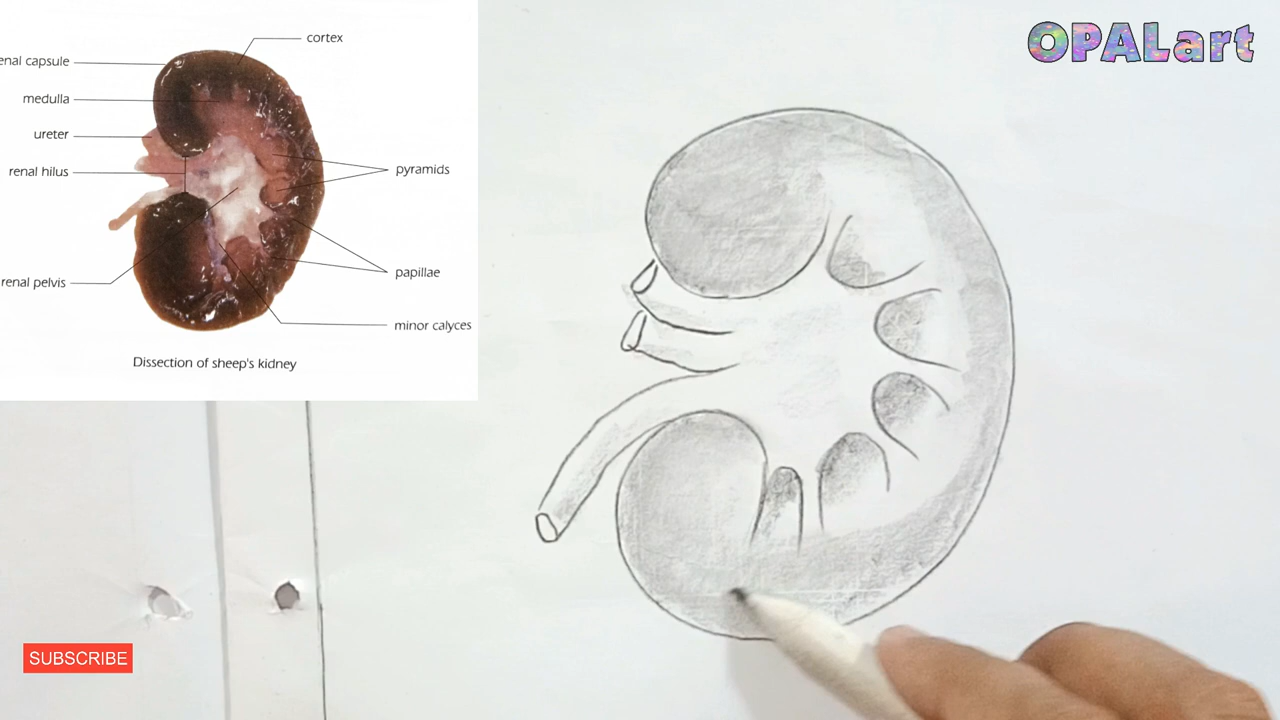 OPALart
cortex
enal capsule
medulla
ureter
renal hilus
pyramids
papillae
renal pelvis
minor calyces
Dissection of sheep's kidney
SUBSCRIBE